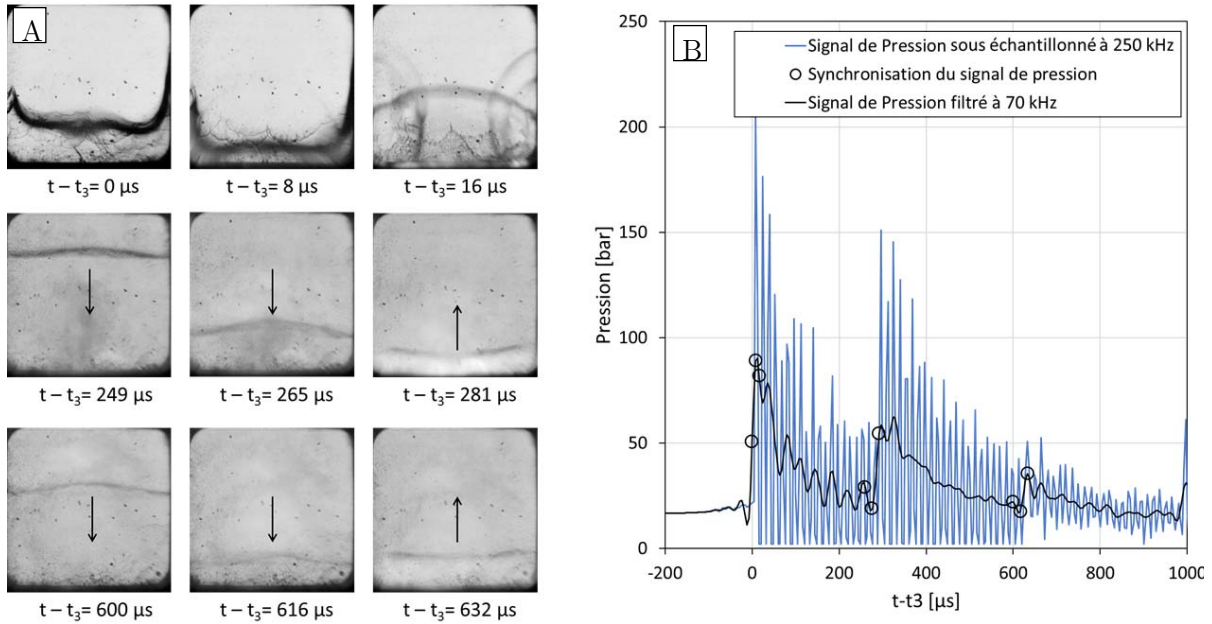 A
t – t₃= 0 µs
t – t₃= 8 µs
t – t₃= 16 µs
t – t₃= 249 µs
t – t₃= 265 µs
t – t₃= 281 µs
t – t₃= 600 µs
t – t₃= 616 µs
t – t₃= 632 µs
B
Signal de Pression sous échantillonné à 250 kHz
Synchronisation du signal de pression
Signal de Pression filtré à 70 kHz
Pression [bar]
250
200
150
100
50
0
-200
0
200
400
600
800
1000
t-t3 [µs]